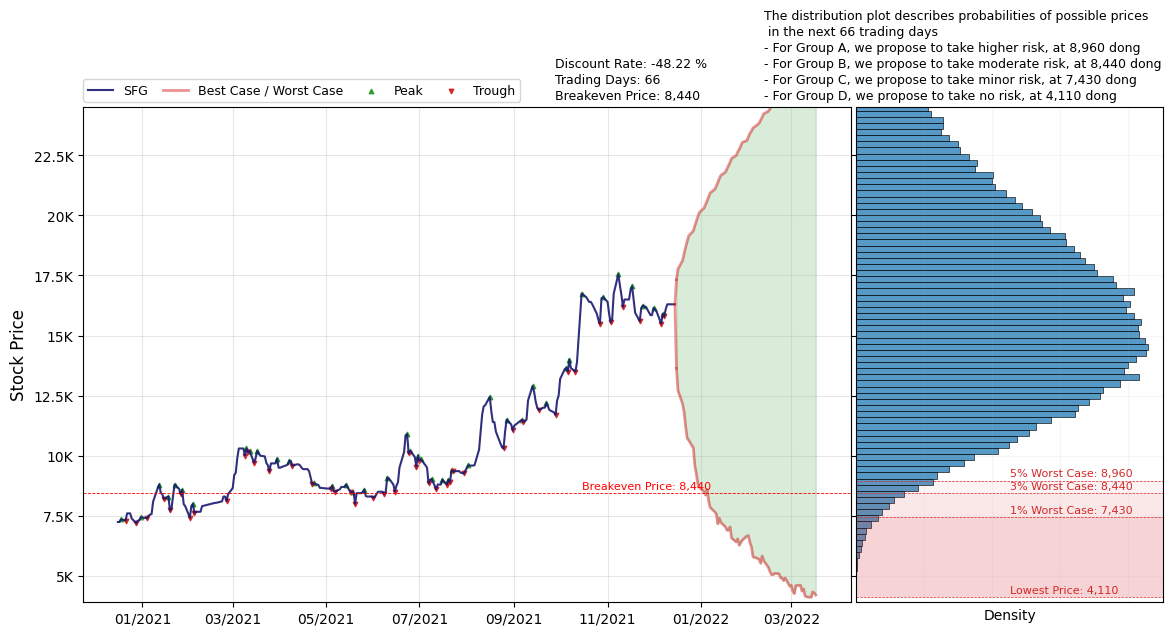 The distribution plot describes probabilities of possible prices
in the next 66 trading days
- For Group A, we propose to take higher risk, at 8,960 dong
- For Group B, we propose to take moderate risk, at 8,440 dong
- For Group C, we propose to take minor risk, at 7,430 dong
- For Group D, we propose to take no risk, at 4,110 dong
Discount Rate: -48.22 %
Trading Days: 66
Breakeven Price: 8,440
SFG
Best Case / Worst Case
Peak
Trough
Stock Price
22.5K
20K
17.5K
15K
12.5K
10K
7.5K
5K
Breakeven Price: 8,440
5% Worst Case: 8,960
3% Worst Case: 8,440
1% Worst Case: 7,430
Lowest Price: 4,110
01/2021
03/2021
05/2021
07/2021
09/2021
11/2021
01/2022
03/2022
Density